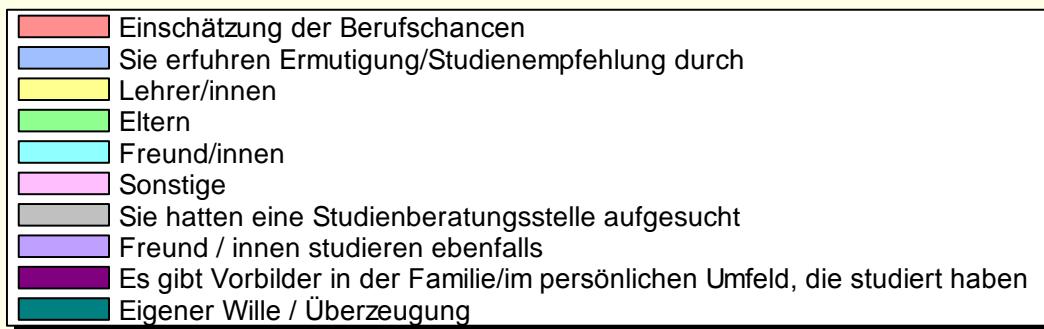 Einschätzung der Berufschancen
Sie erfuhren Ermutigung/Studienempfehlung durch
Lehrer/innen
Eltern
Freund/innen
Sonstige
Sie hatten eine Studienberatungsstelle aufgesucht
Freund / innen studieren ebenfalls
Es gibt Vorbilder in der Familie/im persönlichen Umfeld, die studiert haben
Eigener Wille / Überzeugung